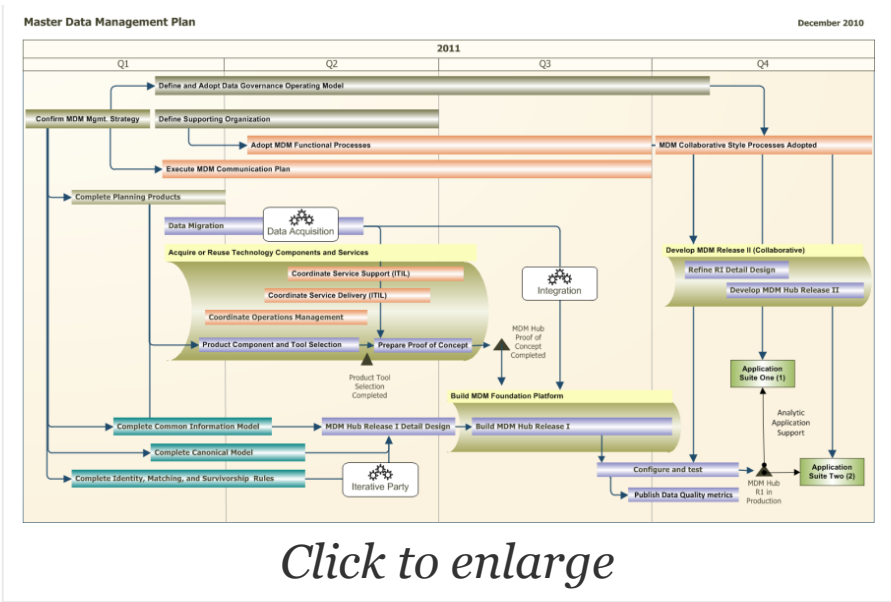 Master Data Management Plan
December 2010
2011
Q1
Q2
Q3
Q4
Define and Adopt Data Governance Operating Model
Confirm MDM Mgmt. Strategy
Define Supporting Organization
Adopt MDM Functional Processes
MDM Collaborative Style Processes Adopted
Execute MDM Communication Plan
Complete Planning Products
Data Migration
Data Acquisition
Acquire or Reuse Technology Components and Services
Develop MDM Release II (Collaborative)
Coordinate Service Support (ITIL)
Refine RI Detail Design
Integration
Develop MDM Hub Release II
Coordinate Service Delivery (ITIL)
Coordinate Operations Management
MDM Hub
Proof of
Concept
Completed
Product Component and Tool Selection
Prepare Proof of Concept
Product Tool
Selection
Completed
Application
Suite One (1)
Build MDM Foundation Platform
Analytic
Application
Support
Complete Common Information Model
MDM Hub Release I Detail Design
Build MDM Hub Release I
Complete Canonical Model
Configure and test
Application
Suite Two (2)
Complete Identity, Matching, and Survivorship Rules
Iterative Party
MDM Hub
R1 in
Production
Publish Data Quality metrics
Click to enlarge